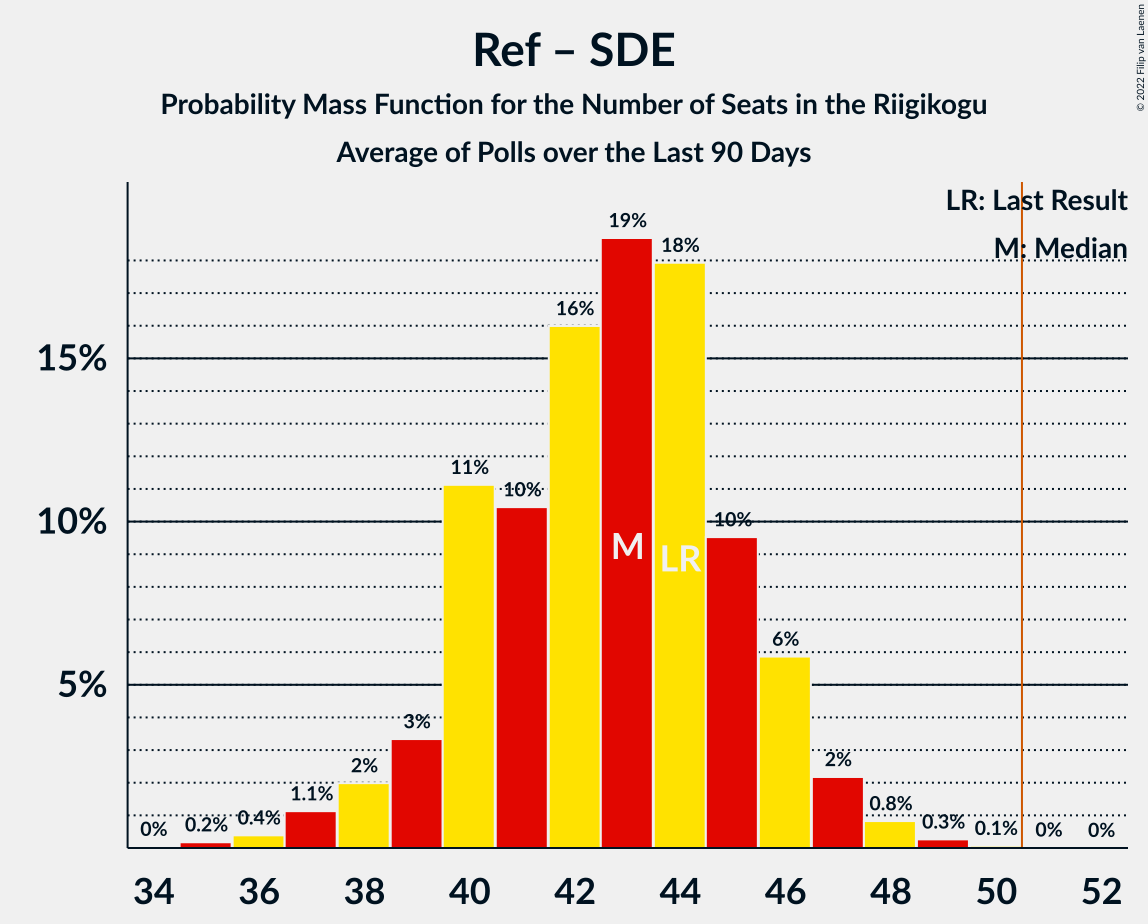 Ref – SDE
Probability Mass Function for the Number of Seats in the Riigikogu
Average of Polls over the Last 90 Days
© 2022 Filip van Laenen
LR: Last Result
M: Median
19%
18%
16%
15%
11%
10%
10%
10%
M
LR
6%
5%
3%
2%
2%
1.1%
0.8%
0.4%
0.3%
0.2%
0.1%
0%
0%
0%
34 36 38 40 42 44 46 48 50 52